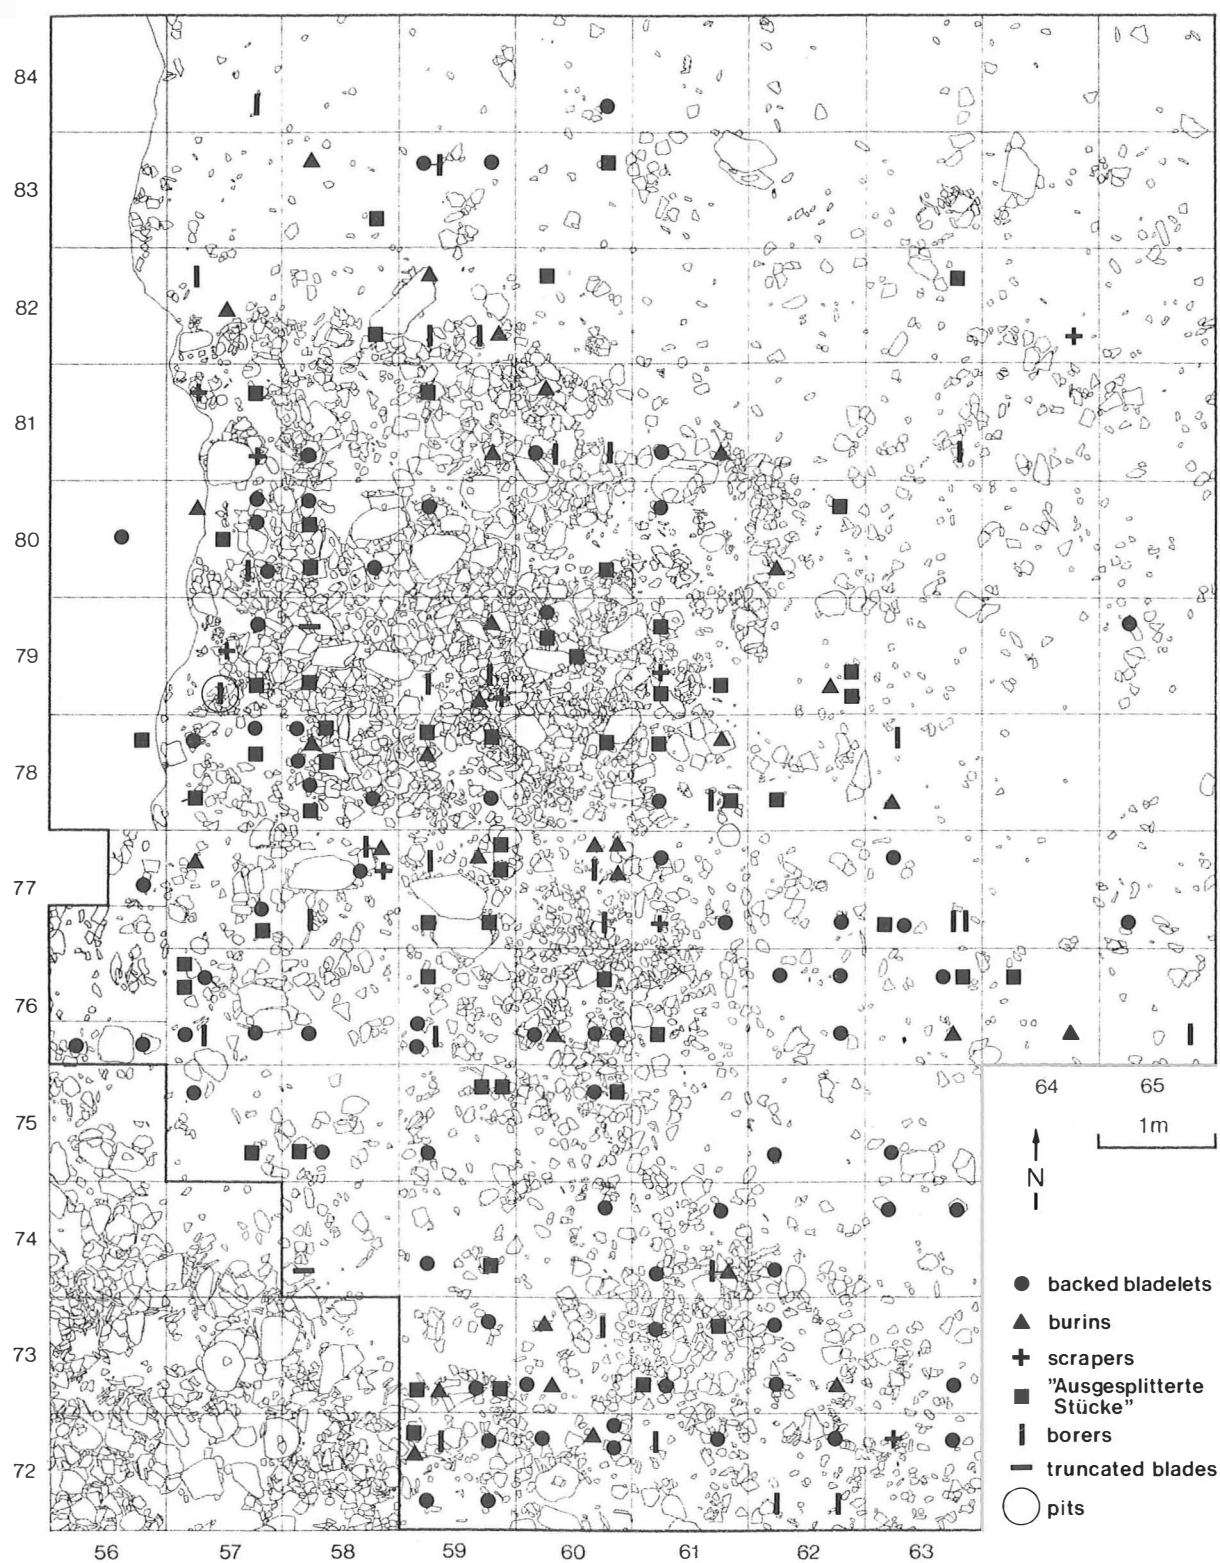 84
83
82
81
80
79
78
77
76
75
74
73
72
64 65
1m
N
backed bladelets
burins
scrapers
"Ausgesplitterte
Stücke"
borers
truncated blades
pits
56 57 58 59 60 61 62 63